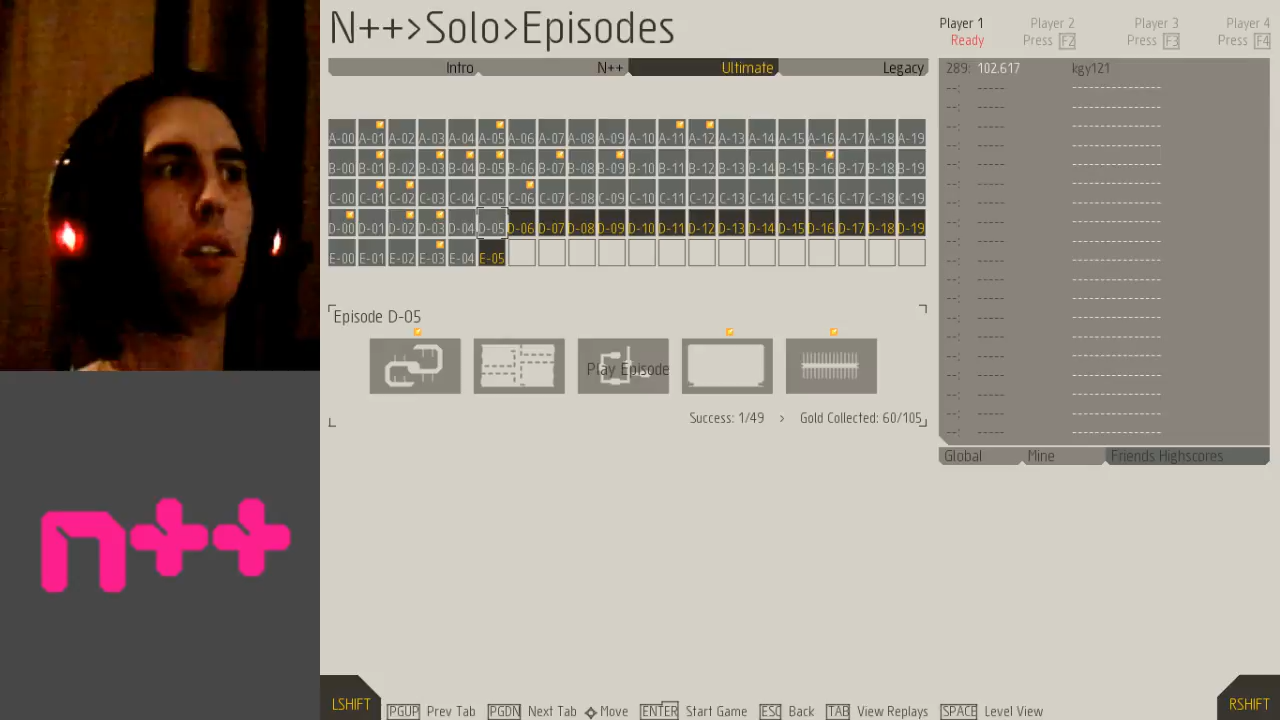 N++>Solo>Episodes
Player 1
Ready
Player 2
Press F2
Player 3
Press F3
Player 4
Press F4
Intro
N++
Ultimate
Legacy
289: 102.617 kgy121
A-00 A-01 A-02 A-03 A-04 A-05 A-06 A-07 A-08 A-09 A-10 A-11 A-12 A-13 A-14 A-15 A-16 A-17 A-18 A-19
B-00 B-01 B-02 B-03 B-04 B-05 B-06 B-07 B-08 B-09 B-10 B-11 B-12 B-13 B-14 B-15 B-16 B-17 B-18 B-19
C-00 C-01 C-02 C-03 C-04 C-05 C-06 C-07 C-08 C-09 C-10 C-11 C-12 C-13 C-14 C-15 C-16 C-17 C-18 C-19
D-00 D-01 D-02 D-03 D-04 D-05 D-06 D-07 D-08 D-09 D-10 D-11 D-12 D-13 D-14 D-15 D-16 D-17 D-18 D-19
E-00 E-01 E-02 E-03 E-04 E-05
Episode D-05
Play Episode
Success: 1/49 > Gold Collected: 60/105
Global
Mine
Friends Highscores
n++
LSHIFT
PGUP Prev Tab PGDN Next Tab Move ENTER Start Game ESC Back TAB View Replays SPACE Level View
RSHIFT